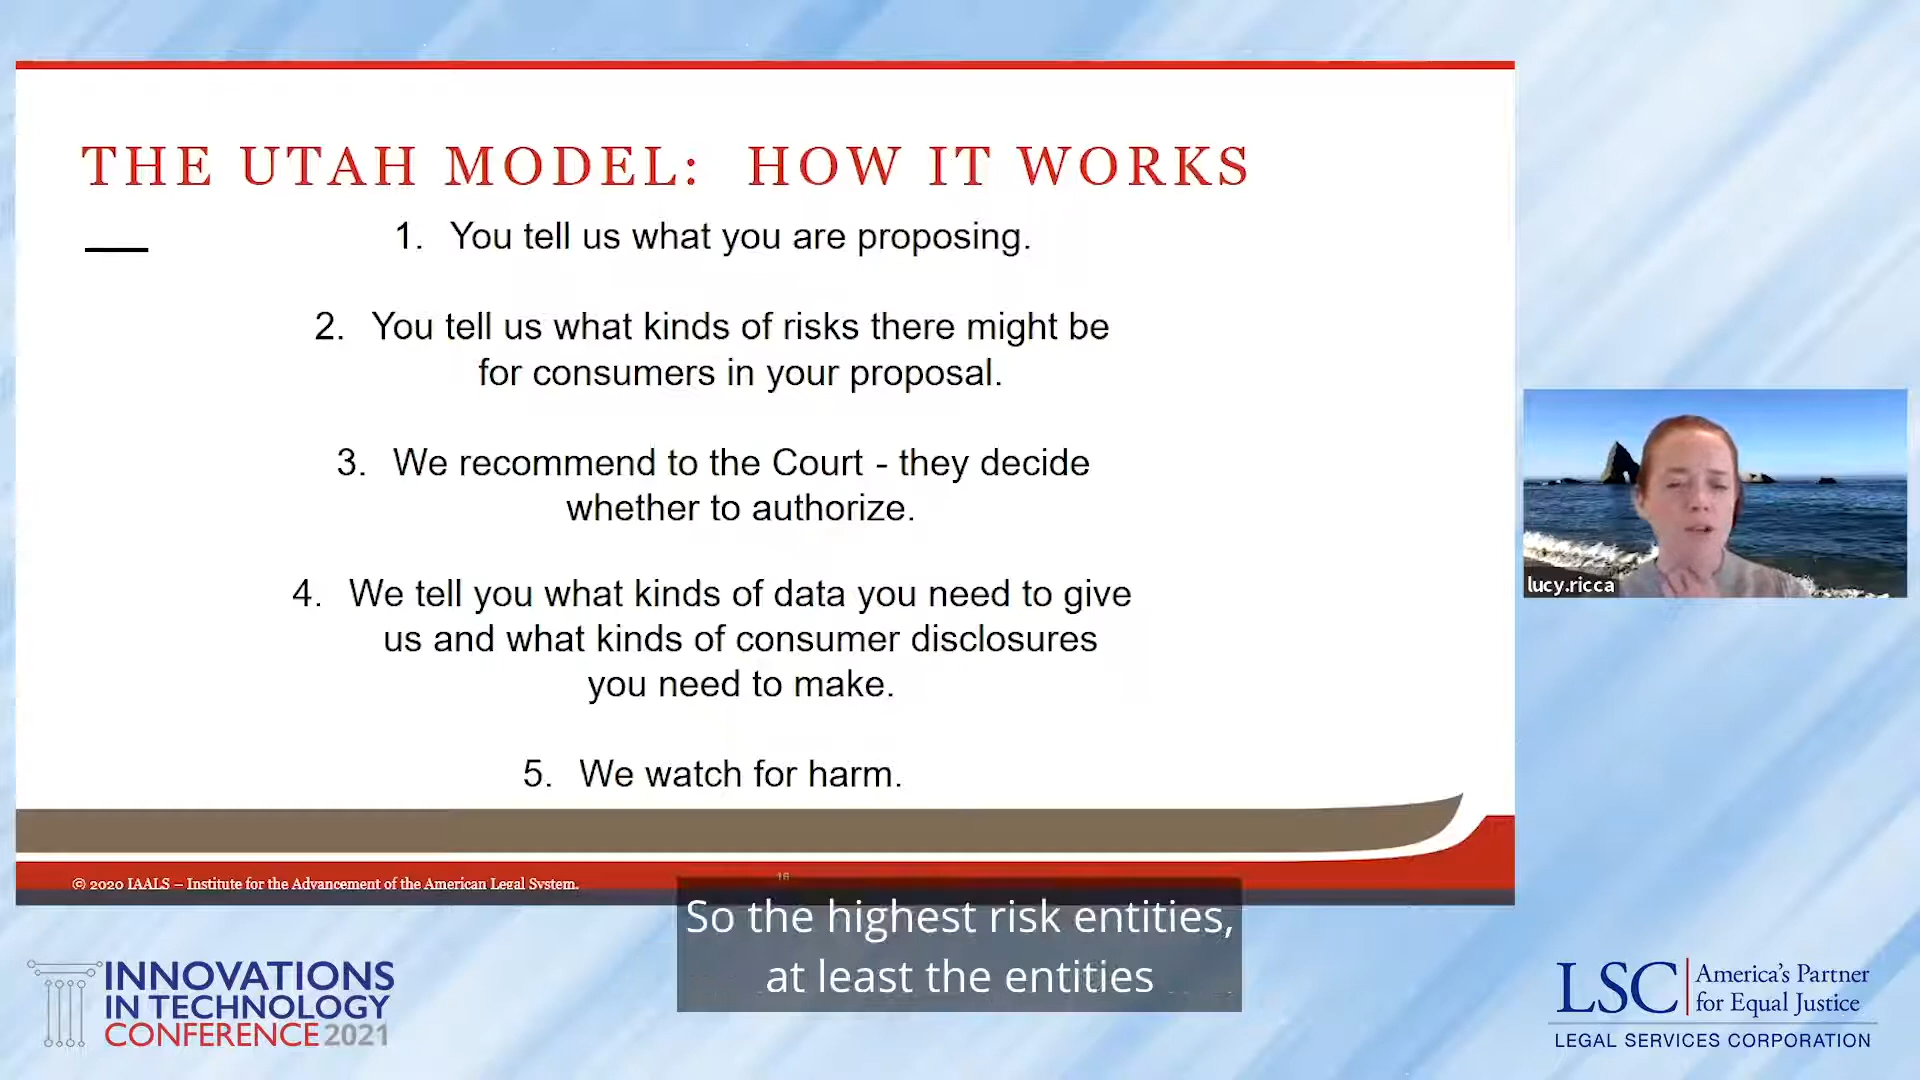 THE UTAH MODEL: HOW IT WORKS
1. You tell us what you are proposing.
2. You tell us what kinds of risks there might be
for consumers in your proposal.
3. We recommend to the Court - they decide
whether to authorize.
4. We tell you what kinds of data you need to give
us and what kinds of consumer disclosures
you need to make.
5. We watch for harm.
lucy.ricca
© 2020 IAALS – Institute for the Advancement of the American Legal System.
16
So the highest risk entities,
at least the entities
INNOVATIONS
IN TECHNOLOGY
CONFERENCE 2021
LSC
America's Partner
for Equal Justice
LEGAL SERVICES CORPORATION